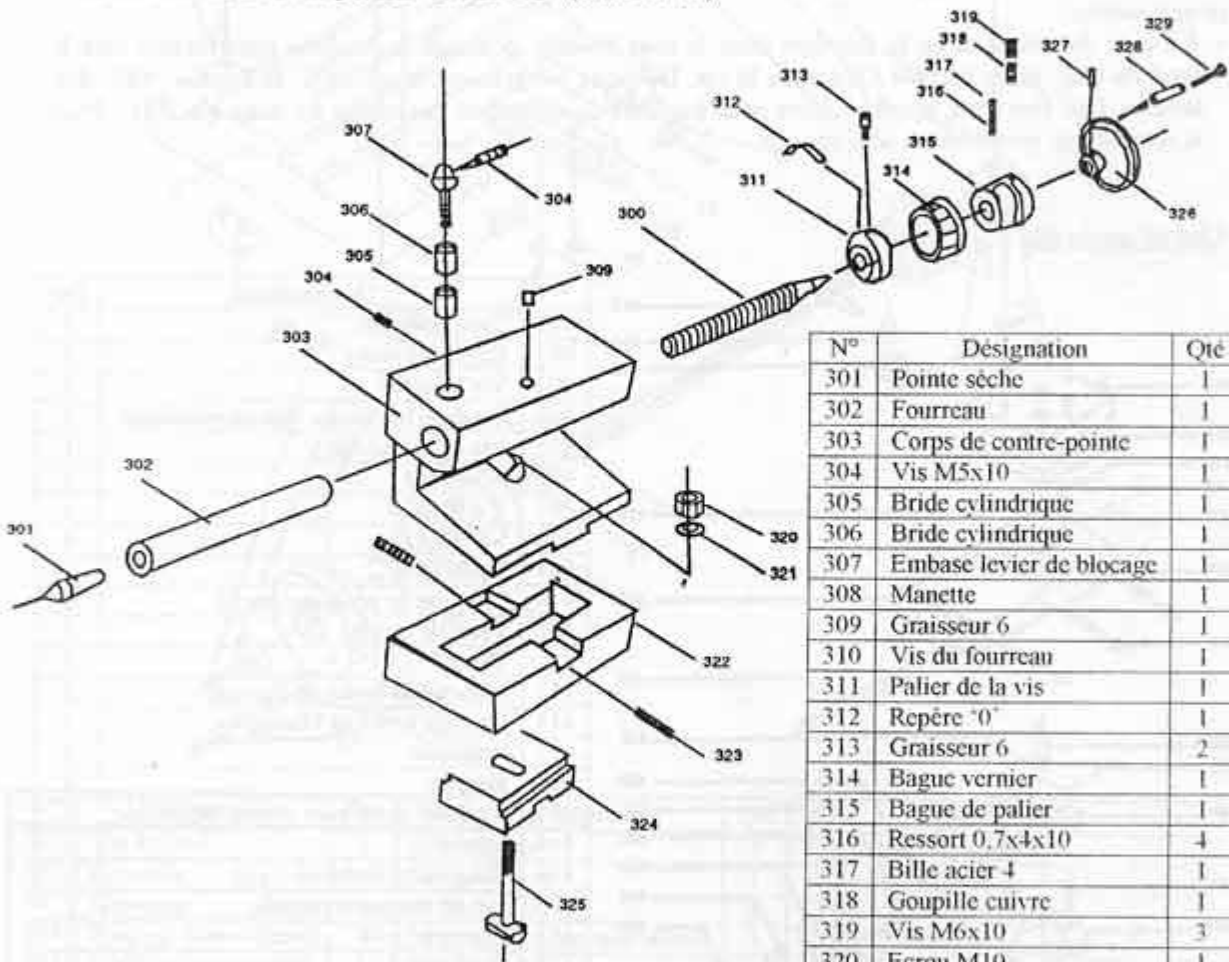 319
318
317
316
329
328
327
313
312
315
314
311
326
307
304
306
305
304
309
300
303
302
301
320
321
322
323
324
325
N° Désignation Qté
301 Pointe sèche 1
302 Fourreau 1
303 Corps de contre-pointe 1
304 Vis M5x10 1
305 Bride cylindrique 1
306 Bride cylindrique 1
307 Embase levier de blocage 1
308 Manette 1
309 Graisseur 6 1
310 Vis du fourreau 1
311 Palier de la vis 1
312 Repère '0' 1
313 Graisseur 6 2
314 Bague vernier 1
315 Bague de palier 1
316 Ressort 0.7x4x10 4
317 Bille acier 4 1
318 Goupille cuivre 1
319 Vis M6x10 3
320 Ecrou M10 1